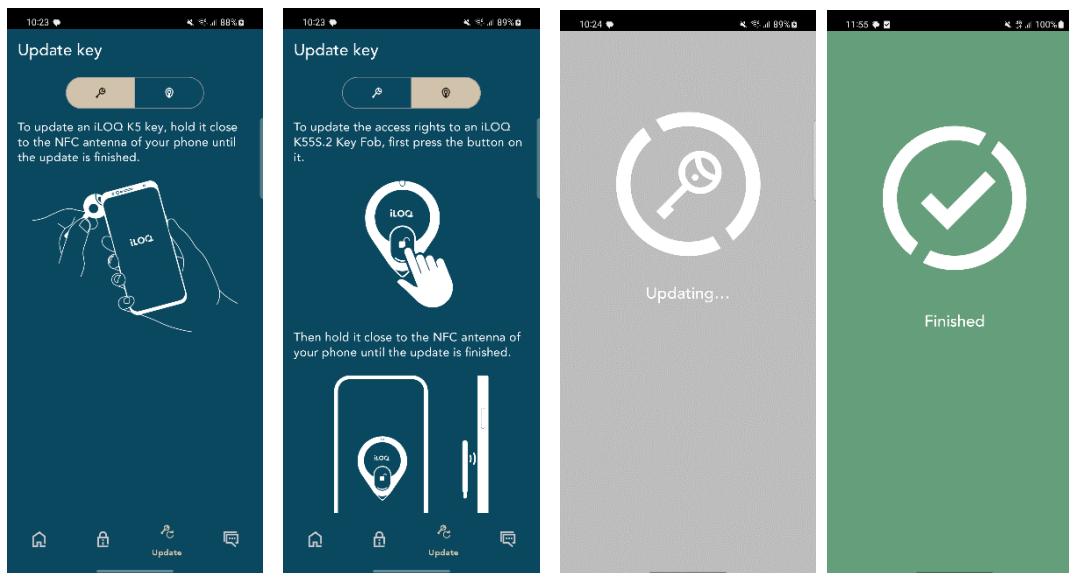 10:23
88%
Update key
To update an iLOQ K5 key, hold it close
to the NFC antenna of your phone until
the update is finished.
iLOQ
Update
10:23
89%
Update key
To update the access rights to an iLOQ
K55S.2 Key Fob, first press the button on
it.
iLOQ
Then hold it close to the NFC antenna of
your phone until the update is finished.
iLOQ
Update
10:24
89%
Updating...
11:55
100%
Finished